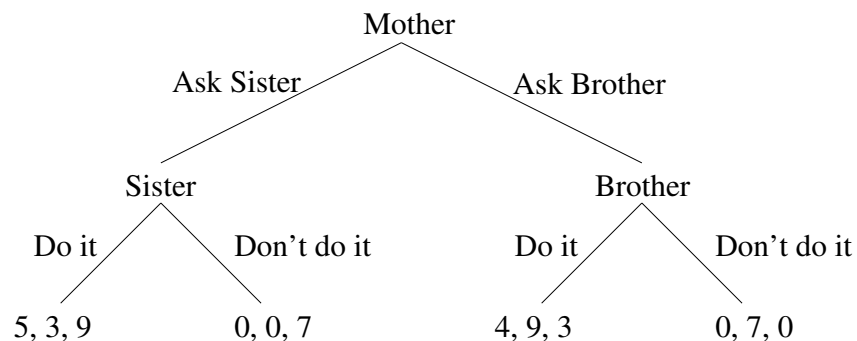 Mother
Ask Sister Ask Brother
Sister Brother
Do it Don't do it Do it Don't do it
5, 3, 9 0, 0, 7 4, 9, 3 0, 7, 0